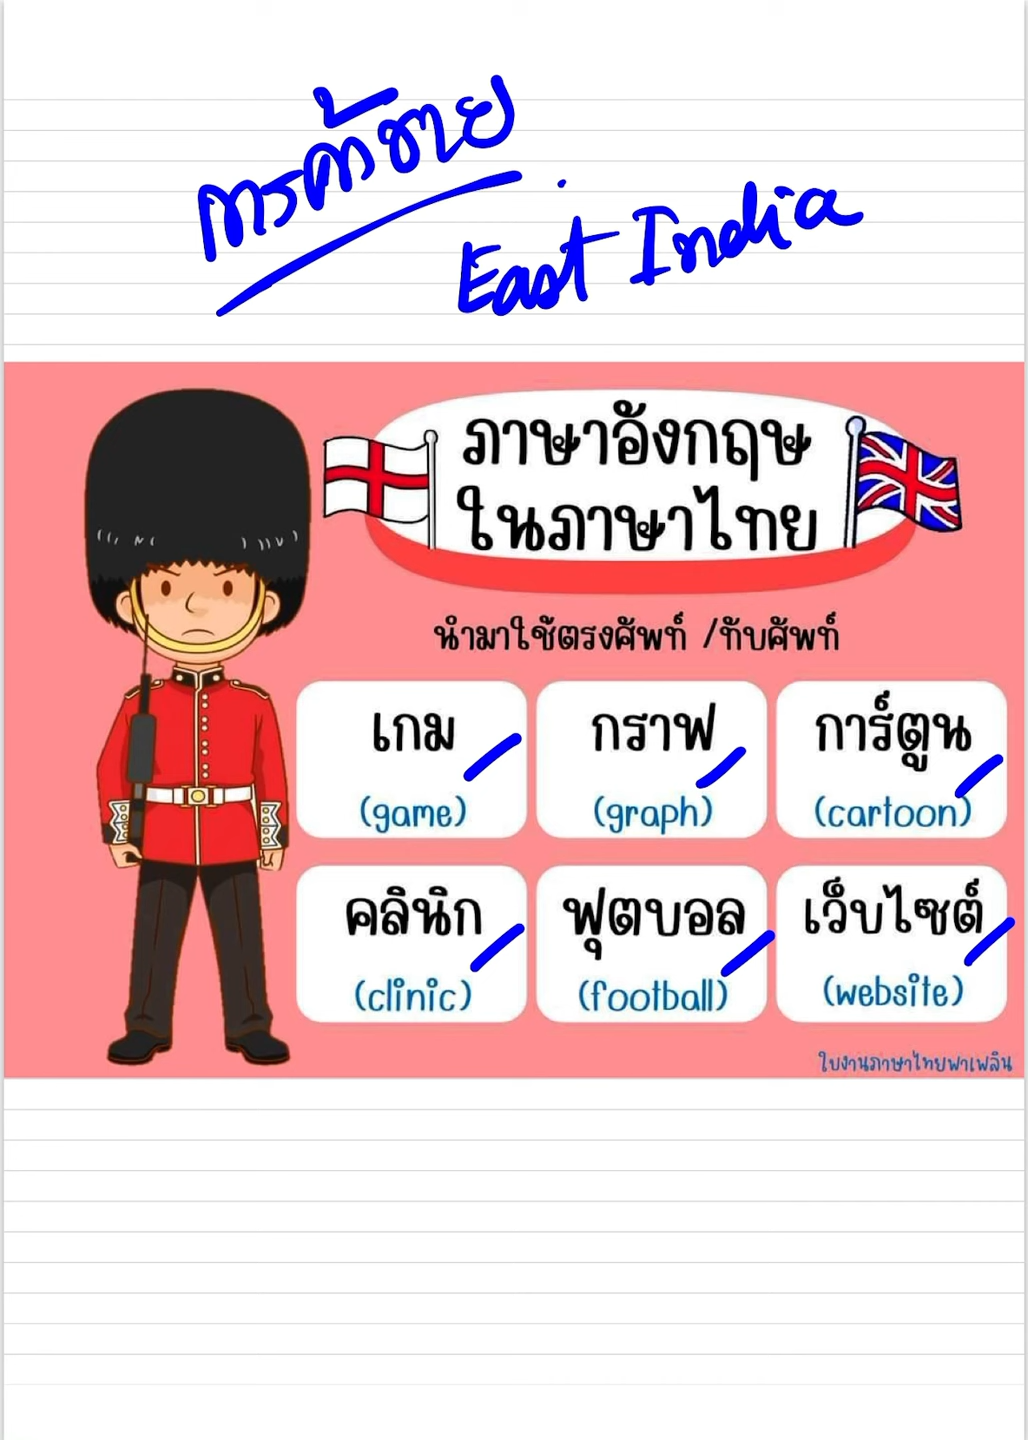 การค้าขาย
East India
ภาษาอังกฤษ
ในภาษาไทย
นำมาใช้ตรงศัพท์ /ทับศัพท์
เกม กราฟ การ์ตูน
(game) (graph) (cartoon)
คลินิก ฟุตบอล เว็บไซต์
(clinic) (football) (website)
ใบงานภาษาไทยพาเพลิน